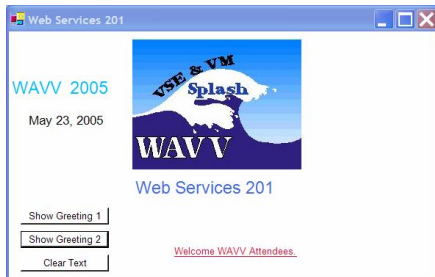 Web Services 201
WAVV 2005
May 23, 2005
VSE & VM
Splash
WAVV
Web Services 201
Show Greeting 1
Show Greeting 2
Clear Text
Welcome WAVV Attendees.